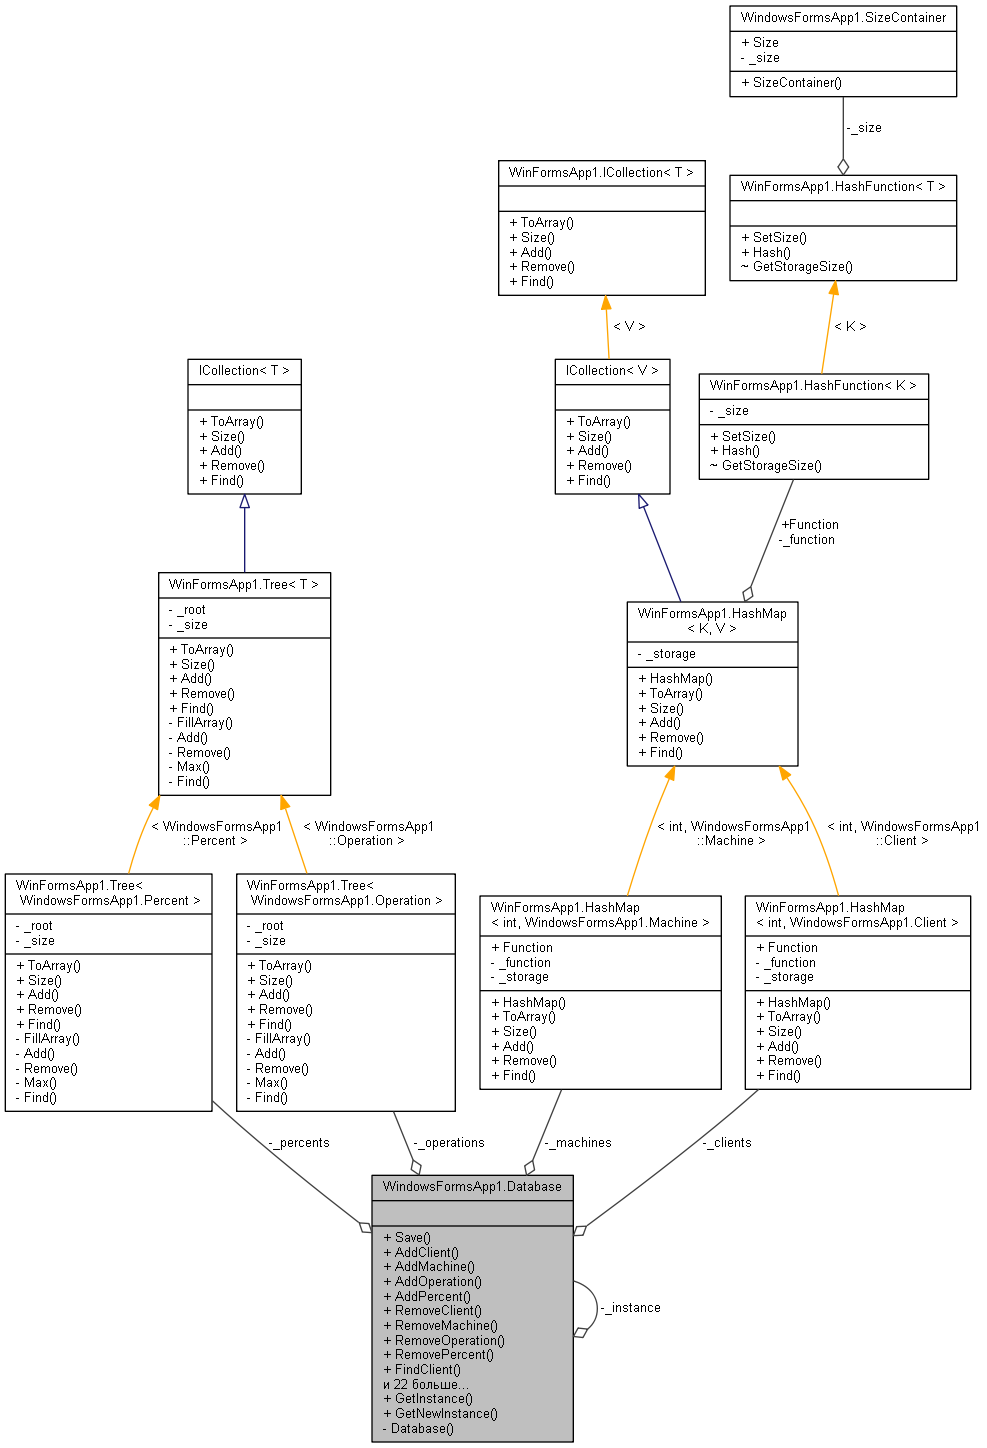 WindowsFormsApp1.SizeContainer
+ Size
- _size
+ SizeContainer()
-_size
WinFormsApp1.ICollection< T >
+ ToArray()
+ Size()
+ Add()
+ Remove()
+ Find()
WinFormsApp1.HashFunction< T >
+ SetSize()
+ Hash()
~ GetStorageSize()
< V >
< K >
ICollection< T >
+ ToArray()
+ Size()
+ Add()
+ Remove()
+ Find()
ICollection< V >
+ ToArray()
+ Size()
+ Add()
+ Remove()
+ Find()
WinFormsApp1.HashFunction< K >
- _size
+ SetSize()
+ Hash()
~ GetStorageSize()
+Function
-_function
WinFormsApp1.Tree< T >
- _root
- _size
+ ToArray()
+ Size()
+ Add()
+ Remove()
+ Find()
- FillArray()
- Add()
- Remove()
- Max()
- Find()
WinFormsApp1.HashMap
< K, V >
- _storage
+ HashMap()
+ ToArray()
+ Size()
+ Add()
+ Remove()
+ Find()
< WindowsFormsApp1
::Percent >
< WindowsFormsApp1
::Operation >
< int, WindowsFormsApp1
::Machine >
< int, WindowsFormsApp1
::Client >
WinFormsApp1.Tree<
WindowsFormsApp1.Percent >
- _root
- _size
+ ToArray()
+ Size()
+ Add()
+ Remove()
+ Find()
- FillArray()
- Add()
- Remove()
- Max()
- Find()
WinFormsApp1.Tree<
WindowsFormsApp1.Operation >
- _root
- _size
+ ToArray()
+ Size()
+ Add()
+ Remove()
+ Find()
- FillArray()
- Add()
- Remove()
- Max()
- Find()
WinFormsApp1.HashMap
< int, WindowsFormsApp1.Machine >
+ Function
- _function
- _storage
+ HashMap()
+ ToArray()
+ Size()
+ Add()
+ Remove()
+ Find()
WinFormsApp1.HashMap
< int, WindowsFormsApp1.Client >
+ Function
- _function
- _storage
+ HashMap()
+ ToArray()
+ Size()
+ Add()
+ Remove()
+ Find()
-_percents
-_operations
-_machines
-_clients
WindowsFormsApp1.Database
+ Save()
+ AddClient()
+ AddMachine()
+ AddOperation()
+ AddPercent()
+ RemoveClient()
+ RemoveMachine()
+ RemoveOperation()
+ RemovePercent()
+ FindClient()
и 22 больше...
+ GetInstance()
+ GetNewInstance()
- Database()
-_instance